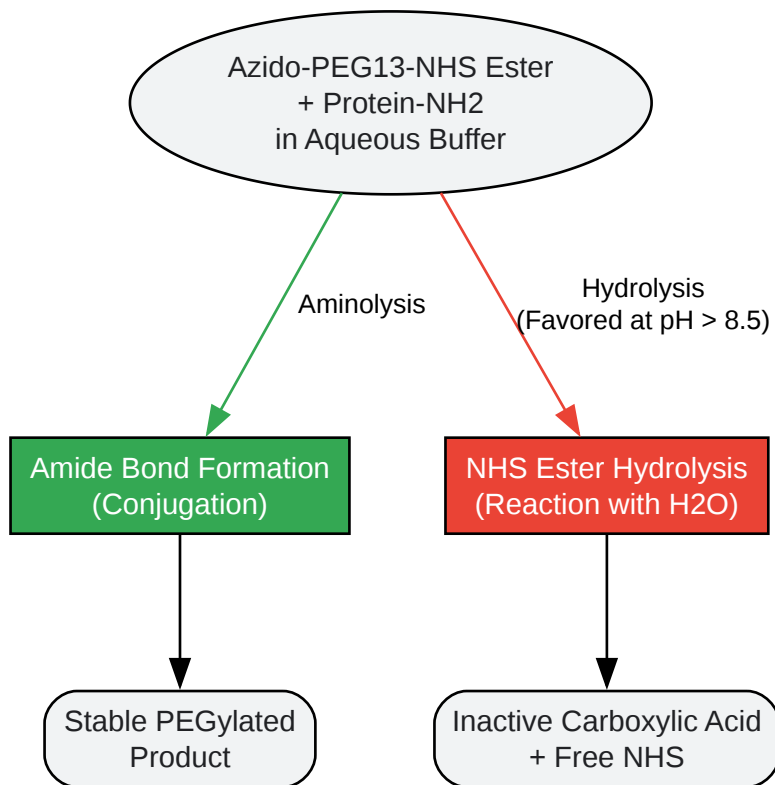 Azido-PEG13-NHS Ester
+ Protein-NH2
in Aqueous Buffer
Aminolysis
Hydrolysis
(Favored at pH > 8.5)
Amide Bond Formation
(Conjugation)
NHS Ester Hydrolysis
(Reaction with H2O)
Stable PEGylated
Product
Inactive Carboxylic Acid
+ Free NHS